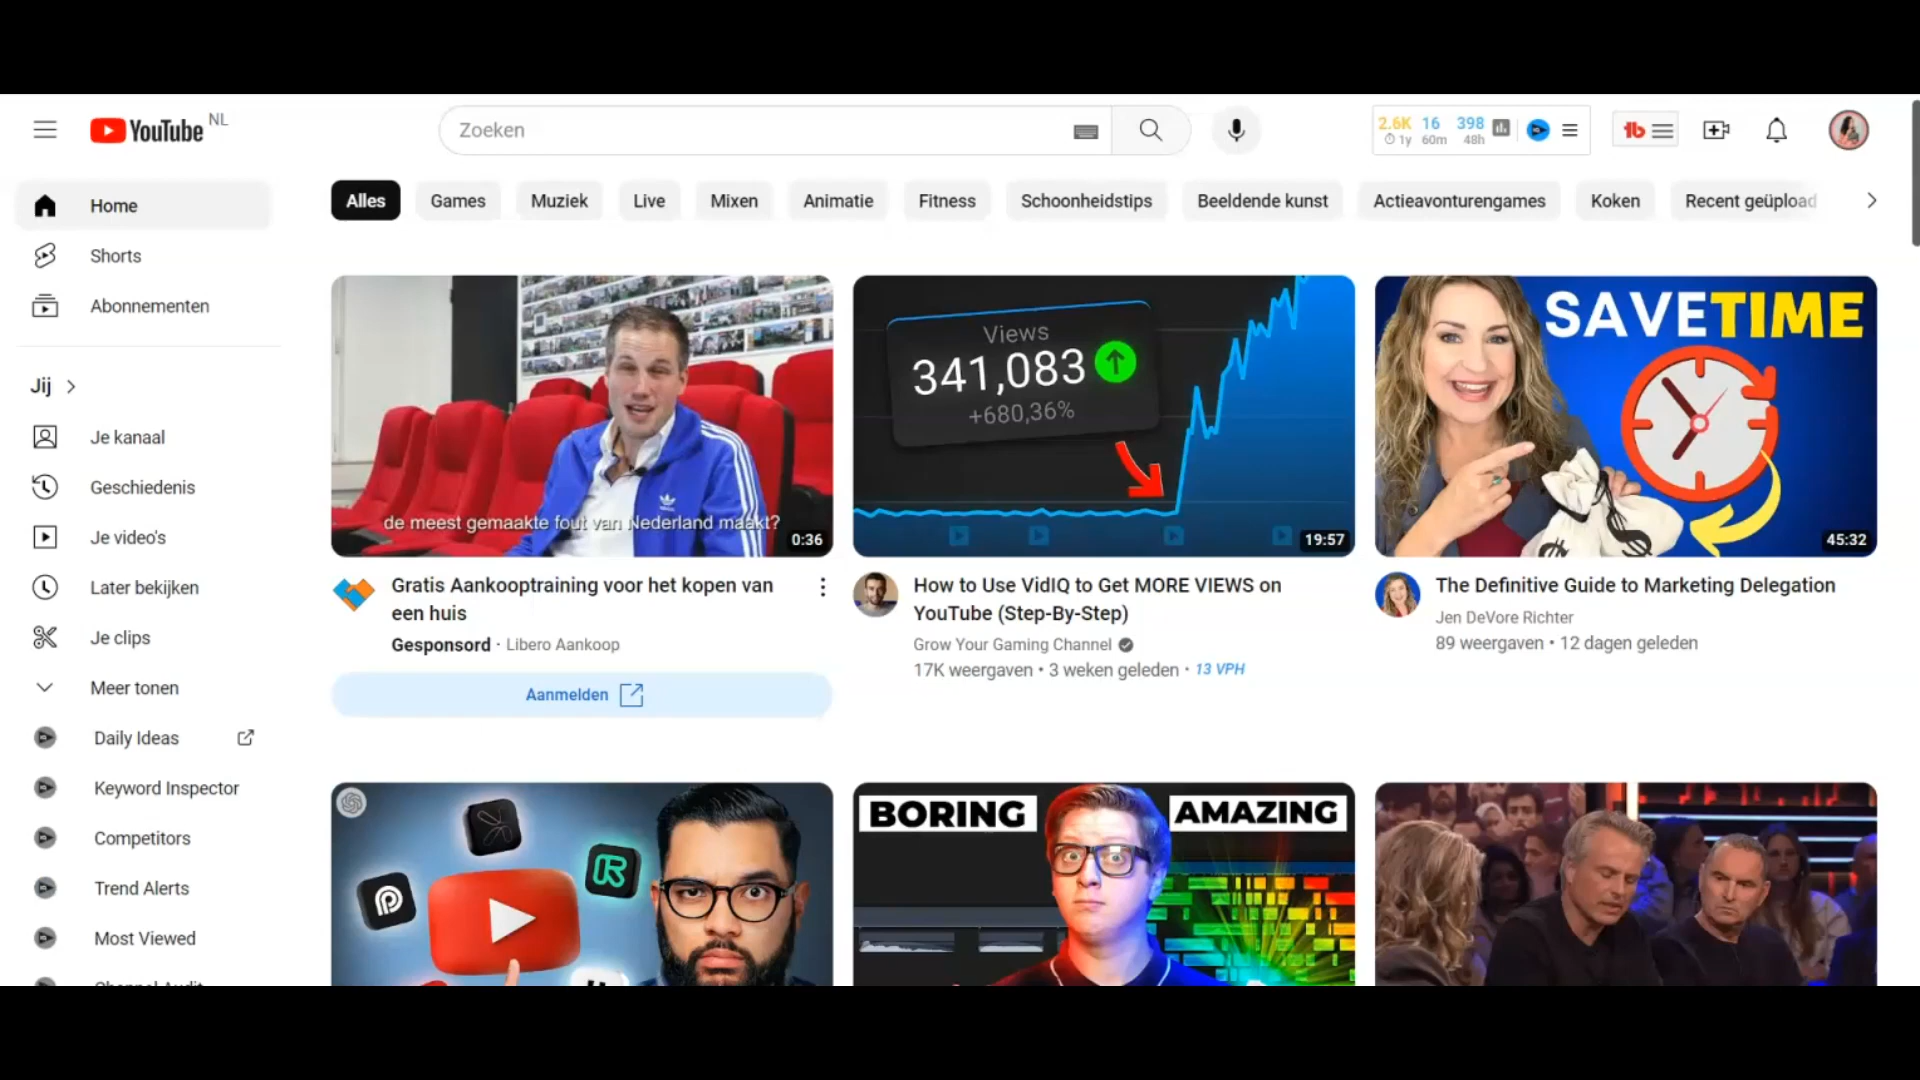 YouTube NL
Zoeken
2.6K 16 398
1y 60m 48h
Home
Shorts
Abonnementen
Jij
Je kanaal
Geschiedenis
Je video's
Later bekijken
Je clips
Meer tonen
Daily Ideas
Keyword Inspector
Competitors
Trend Alerts
Most Viewed
Alles Games Muziek Live Mixen Animatie Fitness Schoonheidstips Beeldende kunst Actieavonturengames Koken Recent geüpload
de meest gemaakte fout van Nederland maakt?
0:36
Gratis Aankooptraining voor het kopen van
een huis
Gesponsord · Libero Aankoop
Aanmelden
Views
341,083
+680,36%
19:57
How to Use VidIQ to Get MORE VIEWS on
YouTube (Step-By-Step)
Grow Your Gaming Channel
17K weergaven • 3 weken geleden · 13 VPH
SAVETIME
45:32
The Definitive Guide to Marketing Delegation
Jen DeVore Richter
89 weergaven • 12 dagen geleden
BORING AMAZING